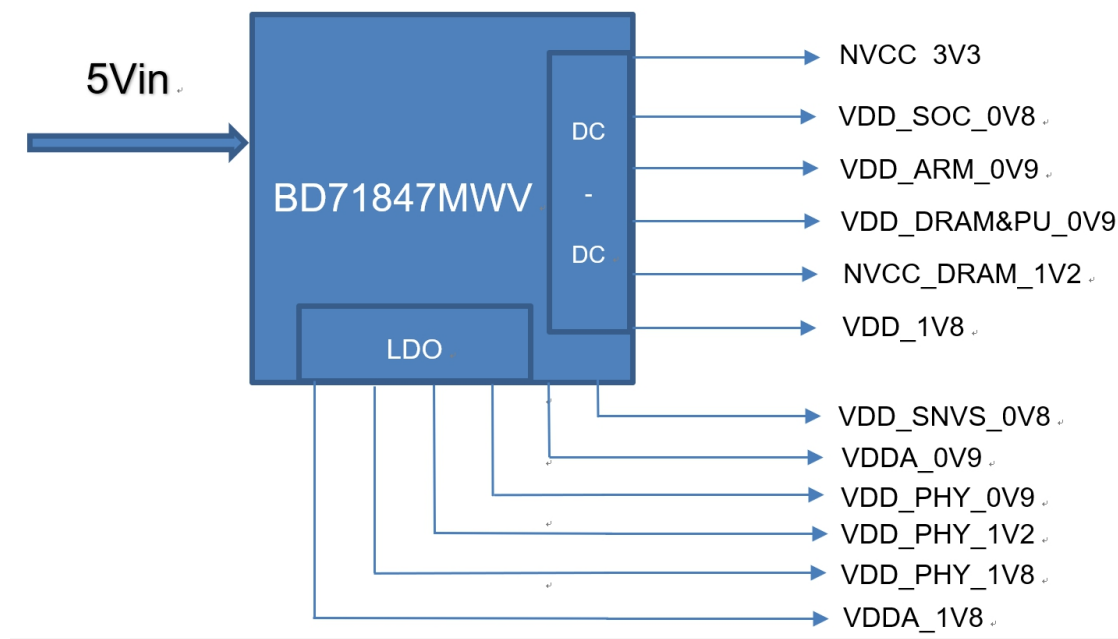 5Vin
BD71847MWV
DC
-
DC
LDO
NVCC 3V3
VDD_SOC_0V8
VDD_ARM_0V9
VDD_DRAM&PU_0V9
NVCC_DRAM_1V2
VDD_1V8
VDD_SNVS_0V8
VDDA_0V9
VDD_PHY_0V9
VDD_PHY_1V2
VDD_PHY_1V8
VDDA_1V8